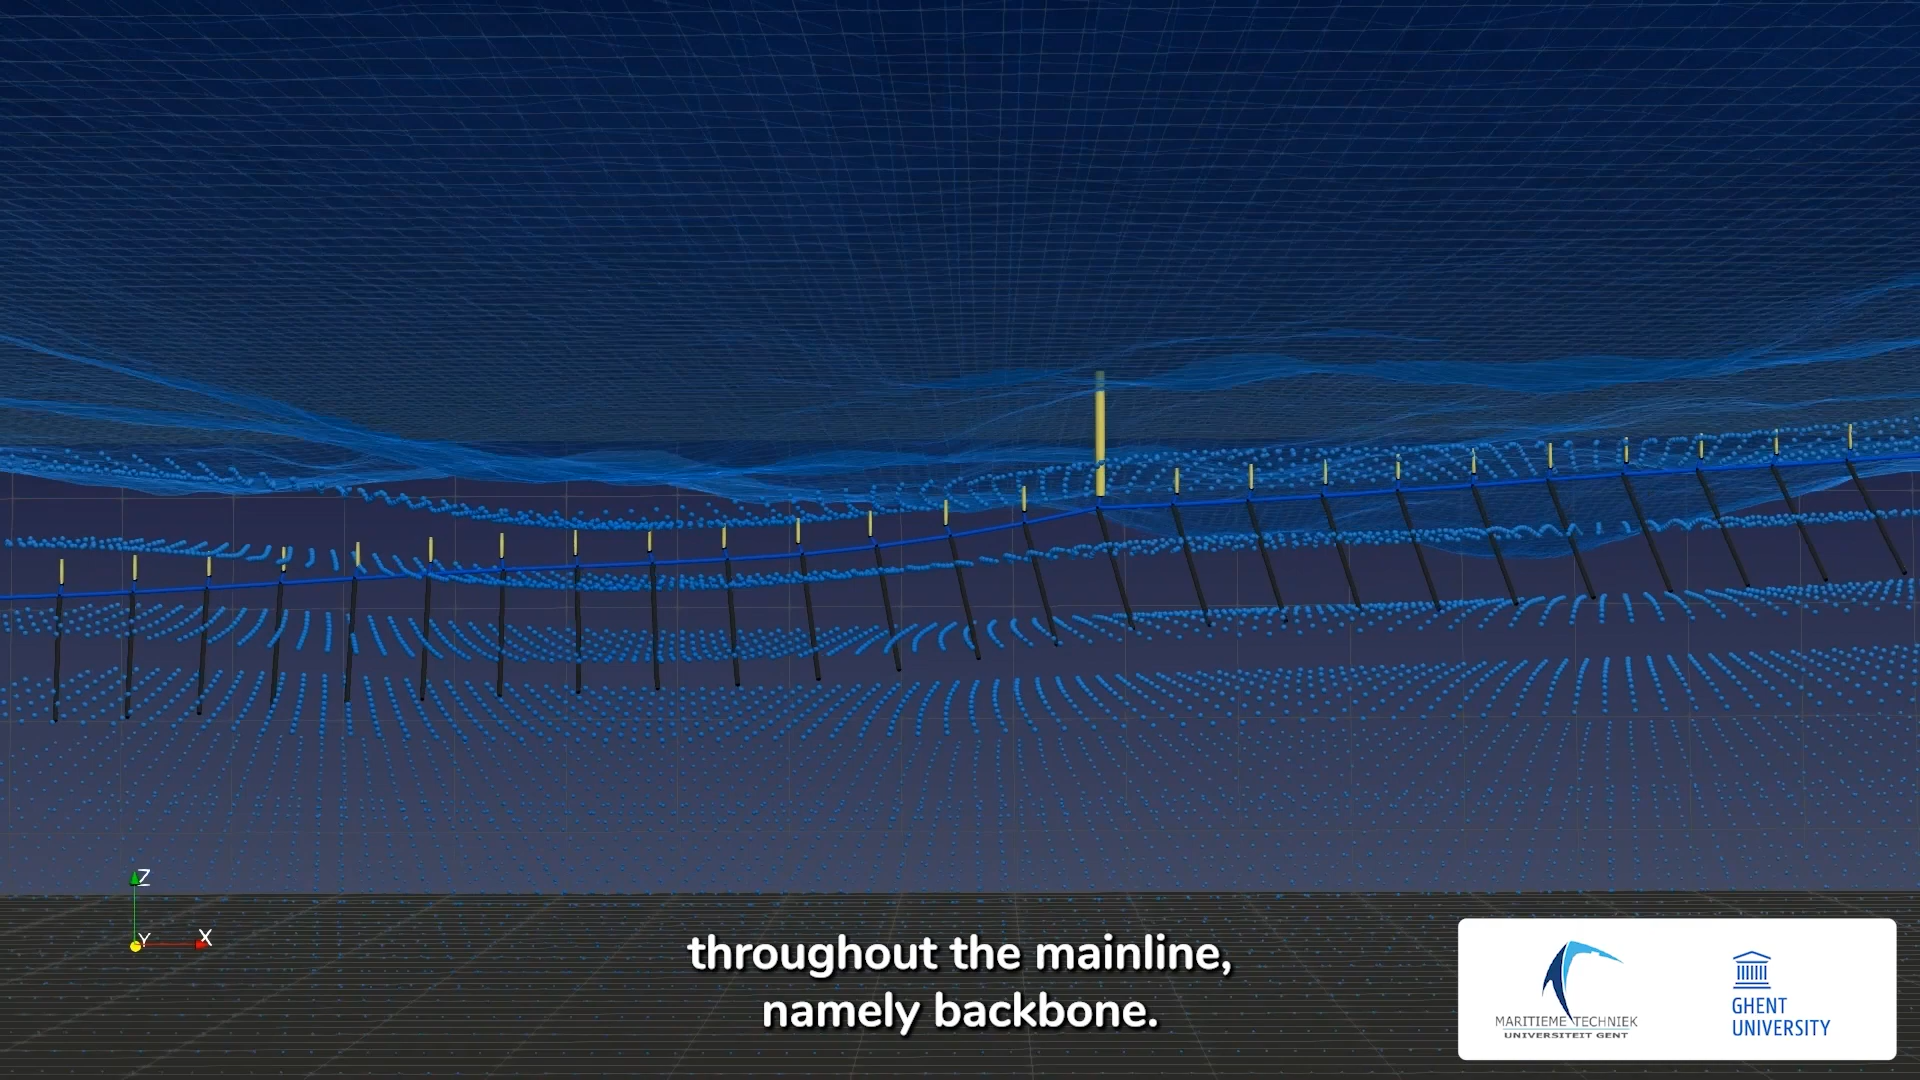 Z
Y
X
throughout the mainline,
namely backbone.
MARITIEME TECHNIEK
UNIVERSITEIT GENT
GHENT
UNIVERSITY